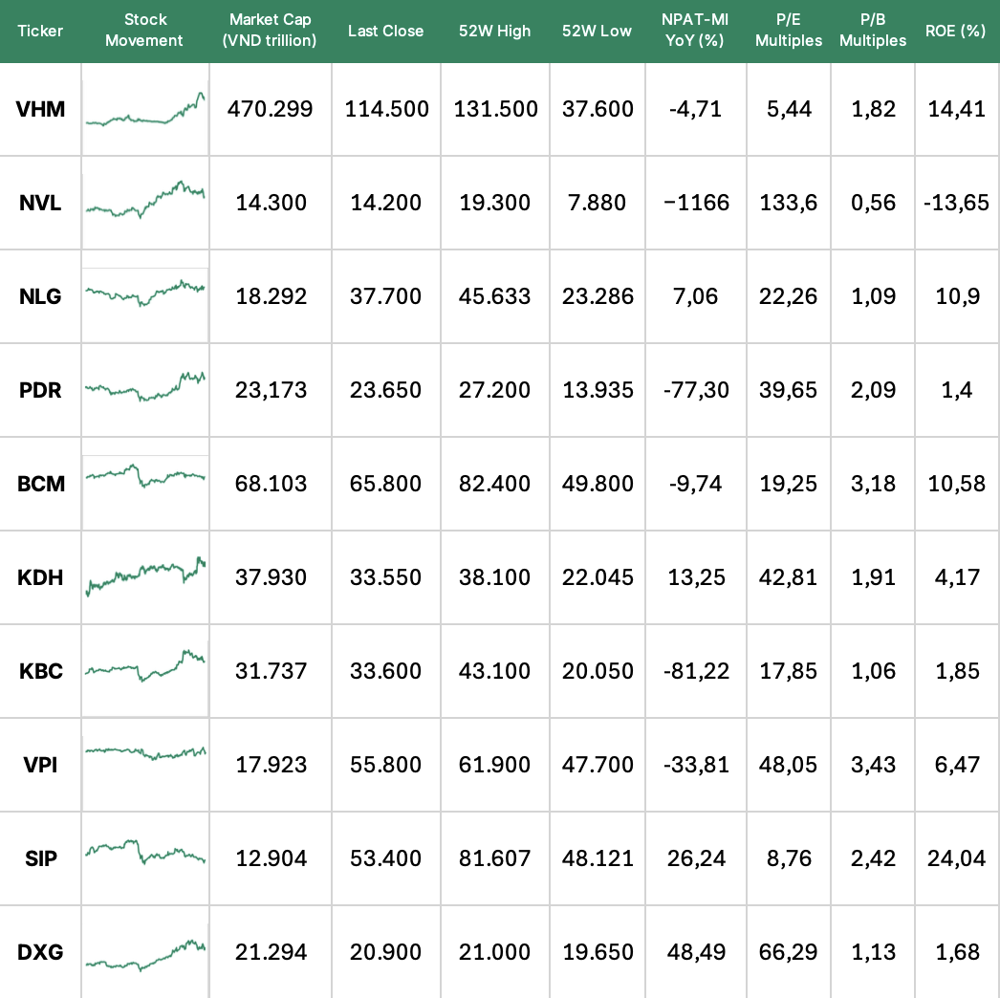 Ticker Stock Movement Market Cap (VND trillion) Last Close 52W High 52W Low NPAT-MI YoY (%) P/E Multiples P/B Multiples ROE (%)
VHM 470.299 114.500 131.500 37.600 -4,71 5,44 1,82 14,41
NVL 14.300 14.200 19.300 7.880 −1166 133,6 0,56 -13,65
NLG 18.292 37.700 45.633 23.286 7,06 22,26 1,09 10,9
PDR 23,173 23.650 27.200 13.935 -77,30 39,65 2,09 1,4
BCM 68.103 65.800 82.400 49.800 -9,74 19,25 3,18 10,58
KDH 37.930 33.550 38.100 22.045 13,25 42,81 1,91 4,17
KBC 31.737 33.600 43.100 20.050 -81,22 17,85 1,06 1,85
VPI 17.923 55.800 61.900 47.700 -33,81 48,05 3,43 6,47
SIP 12.904 53.400 81.607 48.121 26,24 8,76 2,42 24,04
DXG 21.294 20.900 21.000 19.650 48,49 66,29 1,13 1,68